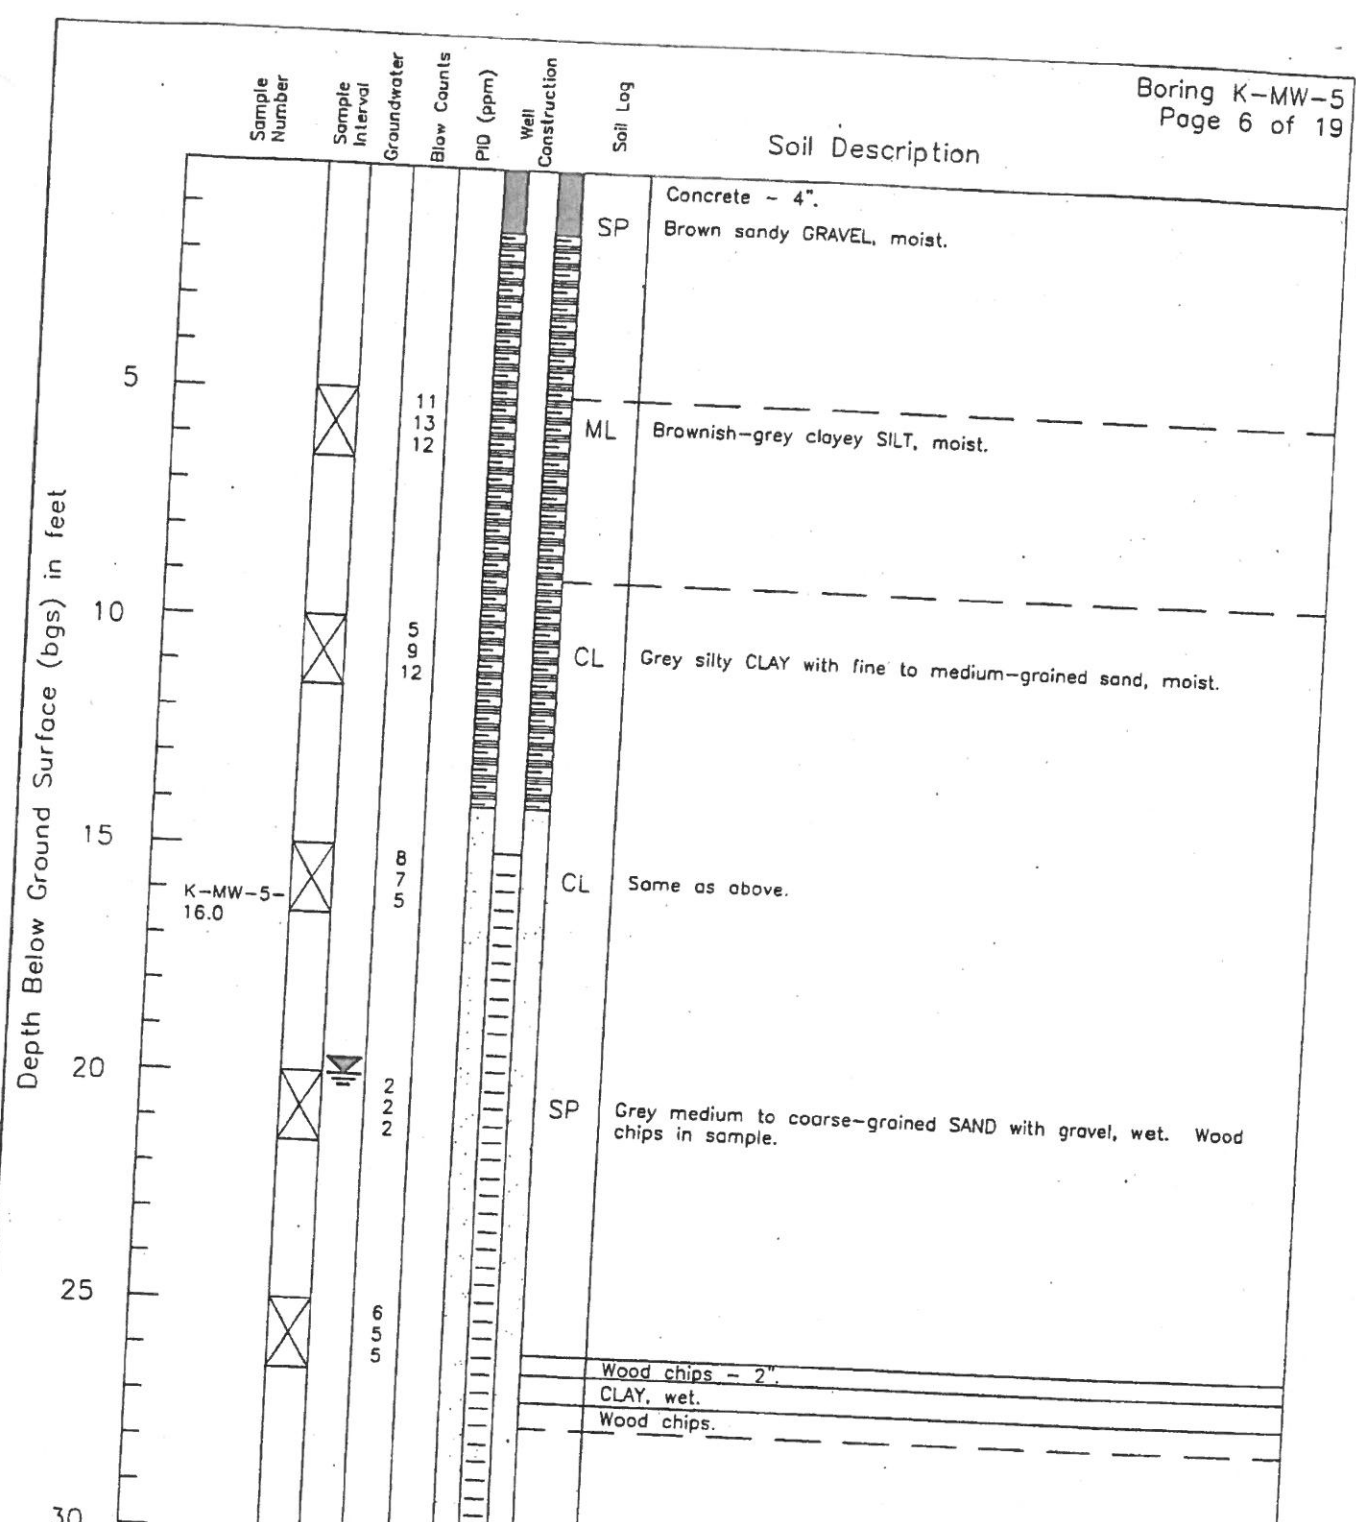 Boring K-MW-5
Page 6 of 19
Sample
Number
Sample
Interval
Groundwater
Blow Counts
PID (ppm)
Well
Construction
Soil Log
Soil Description
Depth Below Ground Surface (bgs) in feet
Concrete - 4".
SP
Brown sandy GRAVEL, moist.
5
11
13
12
ML
Brownish-grey clayey SILT, moist.
10
5
9
12
CL
Grey silty CLAY with fine to medium-grained sand, moist.
15
8
7
5
K-MW-5-
16.0
CL
Same as above.
20
2
2
2
SP
Grey medium to coarse-grained SAND with gravel, wet. Wood
chips in sample.
25
6
5
5
Wood chips - 2".
CLAY, wet.
Wood chips.
30